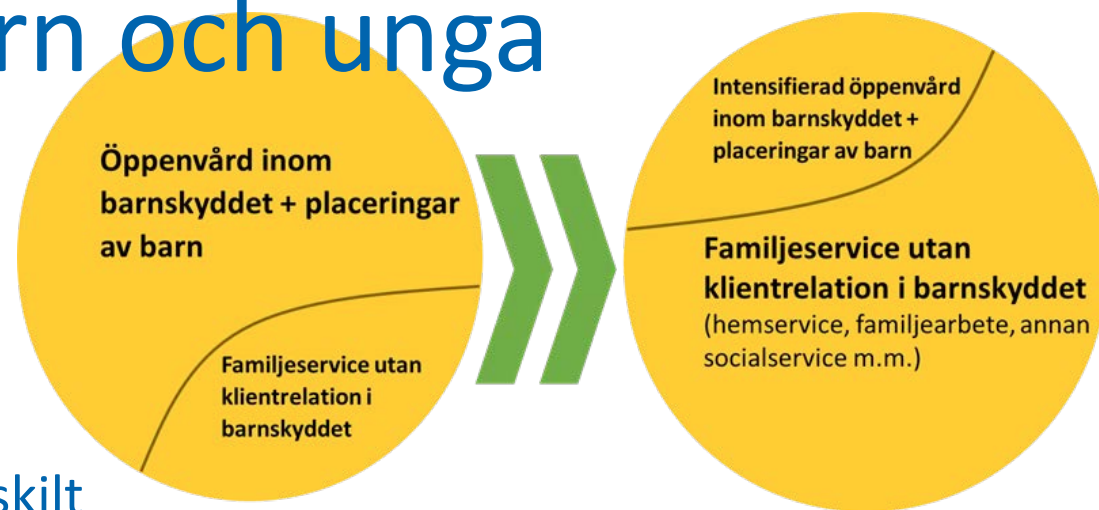 rn och unga
Öppenvård inom
barnskyddet + placeringar
av barn
Familjeservice utan
klientrelation i
barnskyddet
Intensifierad öppenvård
inom barnskyddet +
placeringar av barn
Familjeservice utan
klientrelation i barnskyddet
(hemservice, familjearbete, annan
socialservice m.m.)
skilt